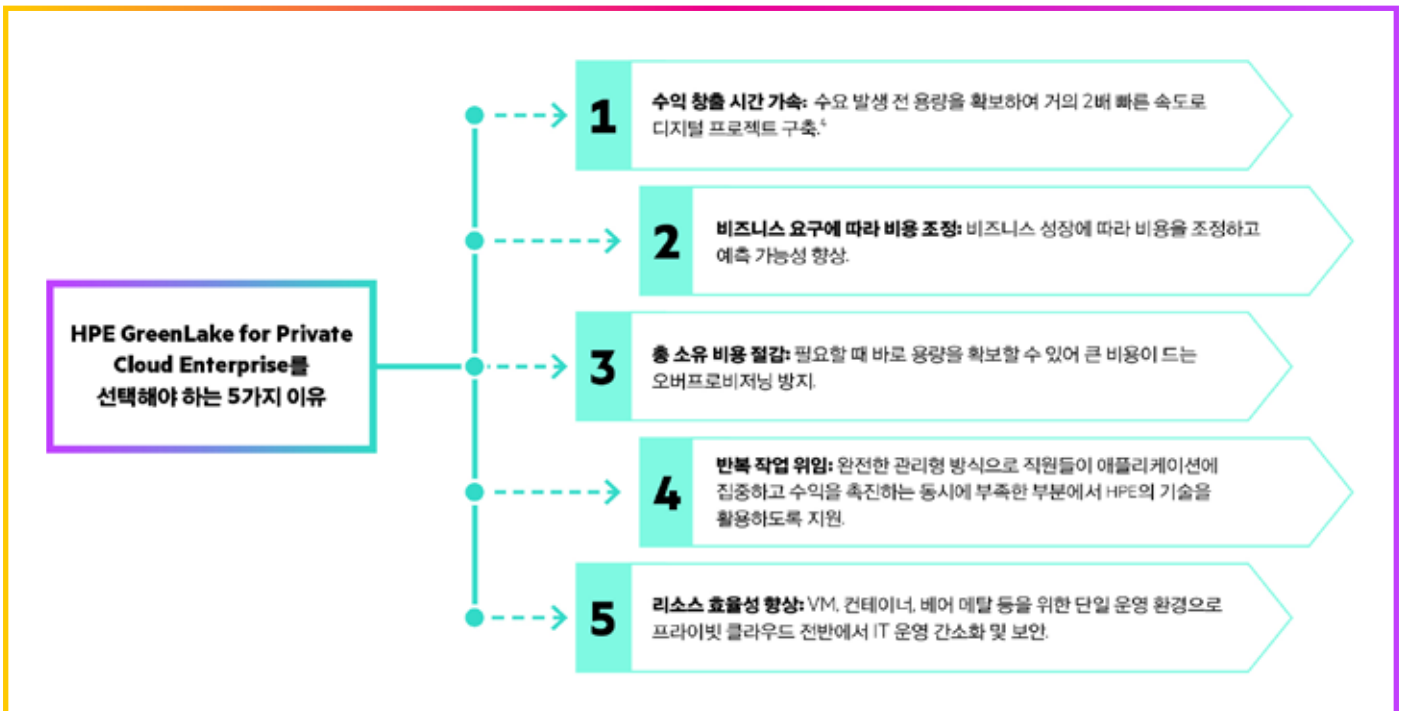 HPE GreenLake for Private
Cloud Enterprise를
선택해야 하는 5가지 이유
1
수익 창출 시간 가속: 수요 발생 전 용량을 확보하여 거의 2배 빠른 속도로
디지털 프로젝트 구축.⁴
2
비즈니스 요구에 따라 비용 조정: 비즈니스 성장에 따라 비용을 조정하고
예측 가능성 향상.
3
총 소유 비용 절감: 필요할 때 바로 용량을 확보할 수 있어 큰 비용이 드는
오버프로비저닝 방지.
4
반복 작업 위임: 완전한 관리형 방식으로 직원들이 애플리케이션에
집중하고 수익을 촉진하는 동시에 부족한 부분에서 HPE의 기술을
활용하도록 지원.
5
리소스 효율성 향상: VM, 컨테이너, 베어 메탈 등을 위한 단일 운영 환경으로
프라이빗 클라우드 전반에서 IT 운영 간소화 및 보안.